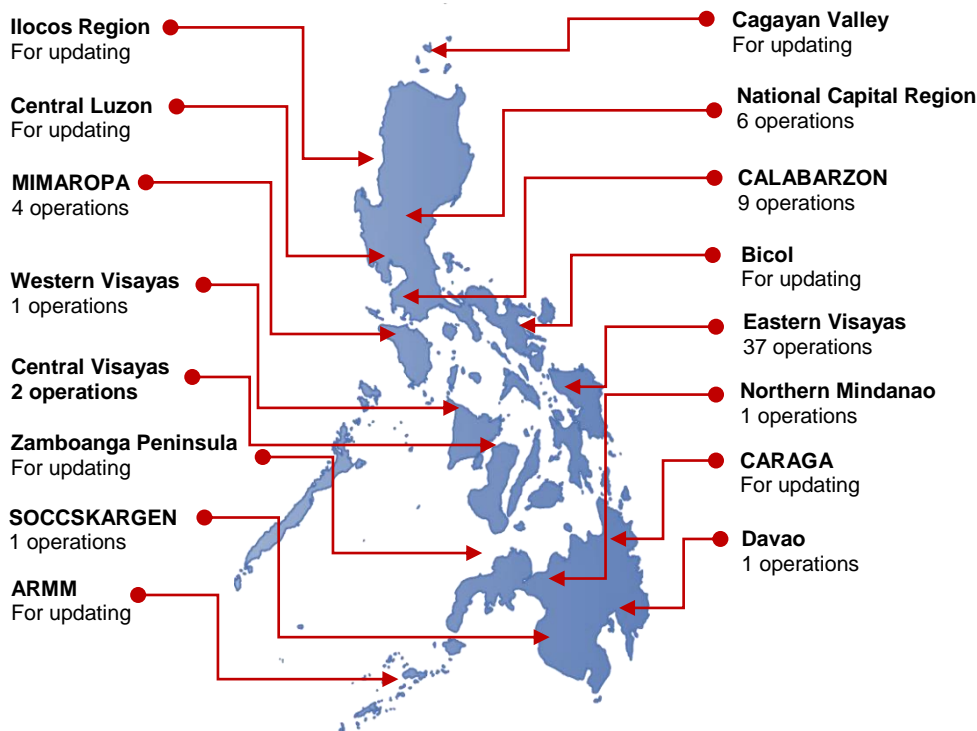 Ilocos Region
For updating
Central Luzon
For updating
MIMAROPA
4 operations
Western Visayas
1 operations
Central Visayas
2 operations
Zamboanga Peninsula
For updating
SOCCSKARGEN
1 operations
ARMM
For updating
Cagayan Valley
For updating
National Capital Region
6 operations
CALABARZON
9 operations
Bicol
For updating
Eastern Visayas
37 operations
Northern Mindanao
1 operations
CARAGA
For updating
Davao
1 operations